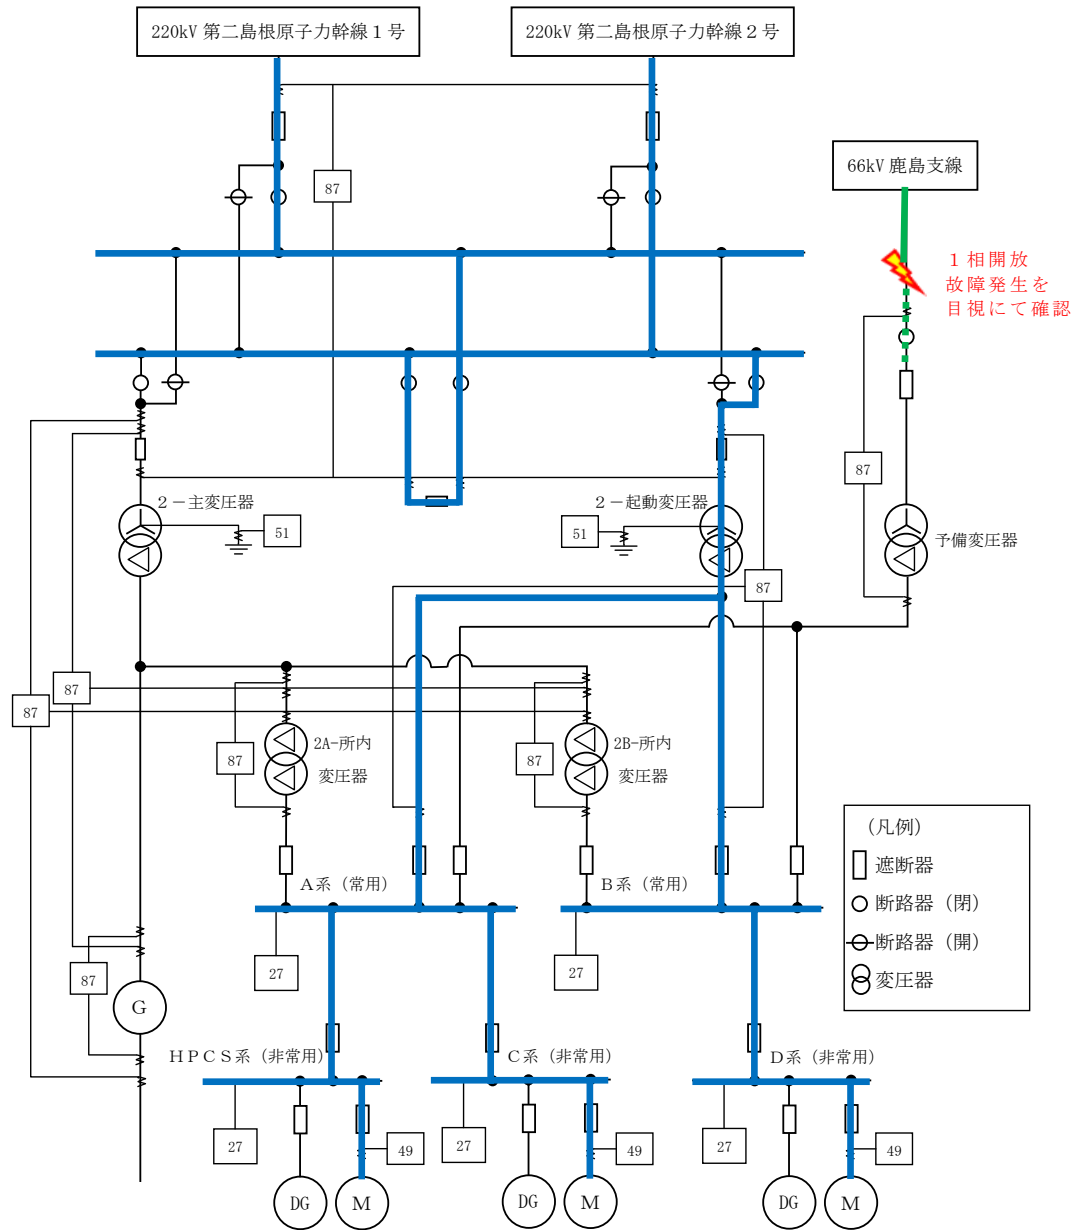 220kV 第二島根原子力幹線1号
220kV 第二島根原子力幹線2号
66kV 鹿島支線
1相開放
故障発生を
目視にて確認
87
87
2-主変圧器
51
2-起動変圧器
51
予備変圧器
87
87
87
87
2A-所内
変圧器
87
2B-所内
変圧器
(凡例)
遮断器
断路器(閉)
断路器(開)
変圧器
A系(常用)
B系(常用)
27
27
87
G
HPCS系(非常用)
C系(非常用)
D系(非常用)
27
49
27
49
27
49
DG
M
DG
M
DG
M